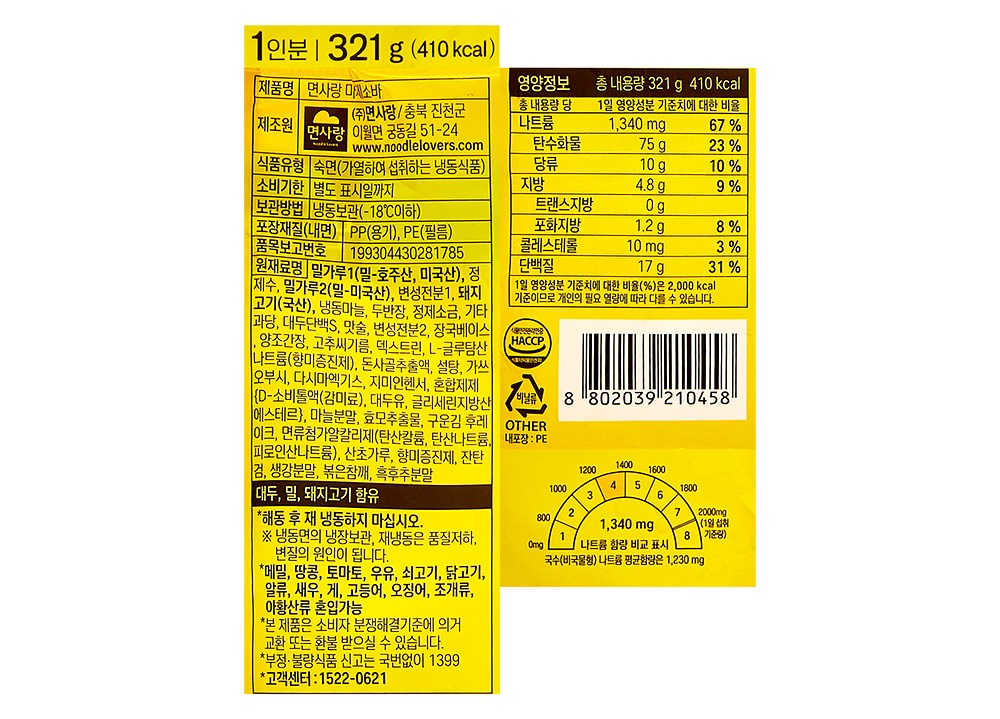 1인분 | 321 g (410 kcal)
제품명 면사랑 마제소바
제조원 면사랑 Noodle lovers (주)면사랑/충북 진천군
이월면 궁동길 51-24
www.noodlelovers.com
식품유형 숙면(가열하여 섭취하는 냉동식품)
소비기한 별도 표시일까지
보관방법 냉동보관(-18℃이하)
포장재질(내면) PP(용기), PE(필름)
품목보고번호 199304430281785
원재료명 밀가루1(밀-호주산, 미국산), 정
제수, 밀가루2(밀-미국산), 변성전분1, 돼지
고기(국산), 냉동마늘, 두반장, 정제소금, 기타
과당, 대두단백S, 맛술, 변성전분2, 장국베이스
, 양조간장, 고추씨기름, 덱스트린, L-글루탐산
나트륨(향미증진제), 돈사골추출액, 설탕, 가쓰
오부시, 다시마엑기스, 지미인헨서, 혼합제제
{D-소비톨액(감미료), 대두유, 글리세린지방산
에스테르}, 마늘분말, 효모추출물, 구운김 후레
이크, 면류첨가알칼리제(탄산칼륨, 탄산나트륨,
피로인산나트륨), 산초가루, 향미증진제, 잔탄
검, 생강분말, 볶은참깨, 흑후추분말
대두, 밀, 돼지고기 함유
*해동 후 재 냉동하지 마십시오.
※ 냉동면의 냉장보관, 재냉동은 품질저하,
변질의 원인이 됩니다.
*메밀, 땅콩, 토마토, 우유, 쇠고기, 닭고기,
알류, 새우, 게, 고등어, 오징어, 조개류,
아황산류 혼입가능
*본 제품은 소비자 분쟁해결기준에 의거
교환 또는 환불 받으실 수 있습니다.
*부정·불량식품 신고는 국번없이 1399
*고객센터 : 1522-0621
영양정보 총 내용량 321 g 410 kcal
총 내용량 당 1일 영양성분 기준치에 대한 비율
나트륨 1,340 mg 67 %
탄수화물 75 g 23 %
당류 10 g 10 %
지방 4.8 g 9 %
트랜스지방 0 g
포화지방 1.2 g 8 %
콜레스테롤 10 mg 3 %
단백질 17 g 31 %
1일 영양성분 기준치에 대한 비율(%)은 2,000 kcal
기준이므로 개인의 필요 열량에 따라 다를 수 있습니다.
식품안전관리인증
HACCP
식품의약품안전처
비닐류
OTHER
내포장 : PE
8 802039 210458
0mg 800 1000 1200 1400 1600 1800 2000mg
(1일 섭취
기준량)
1 2 3 4 5 6 7 8
1,340 mg
나트륨 함량 비교 표시
국수(비국물형) 나트륨 평균함량은 1,230 mg